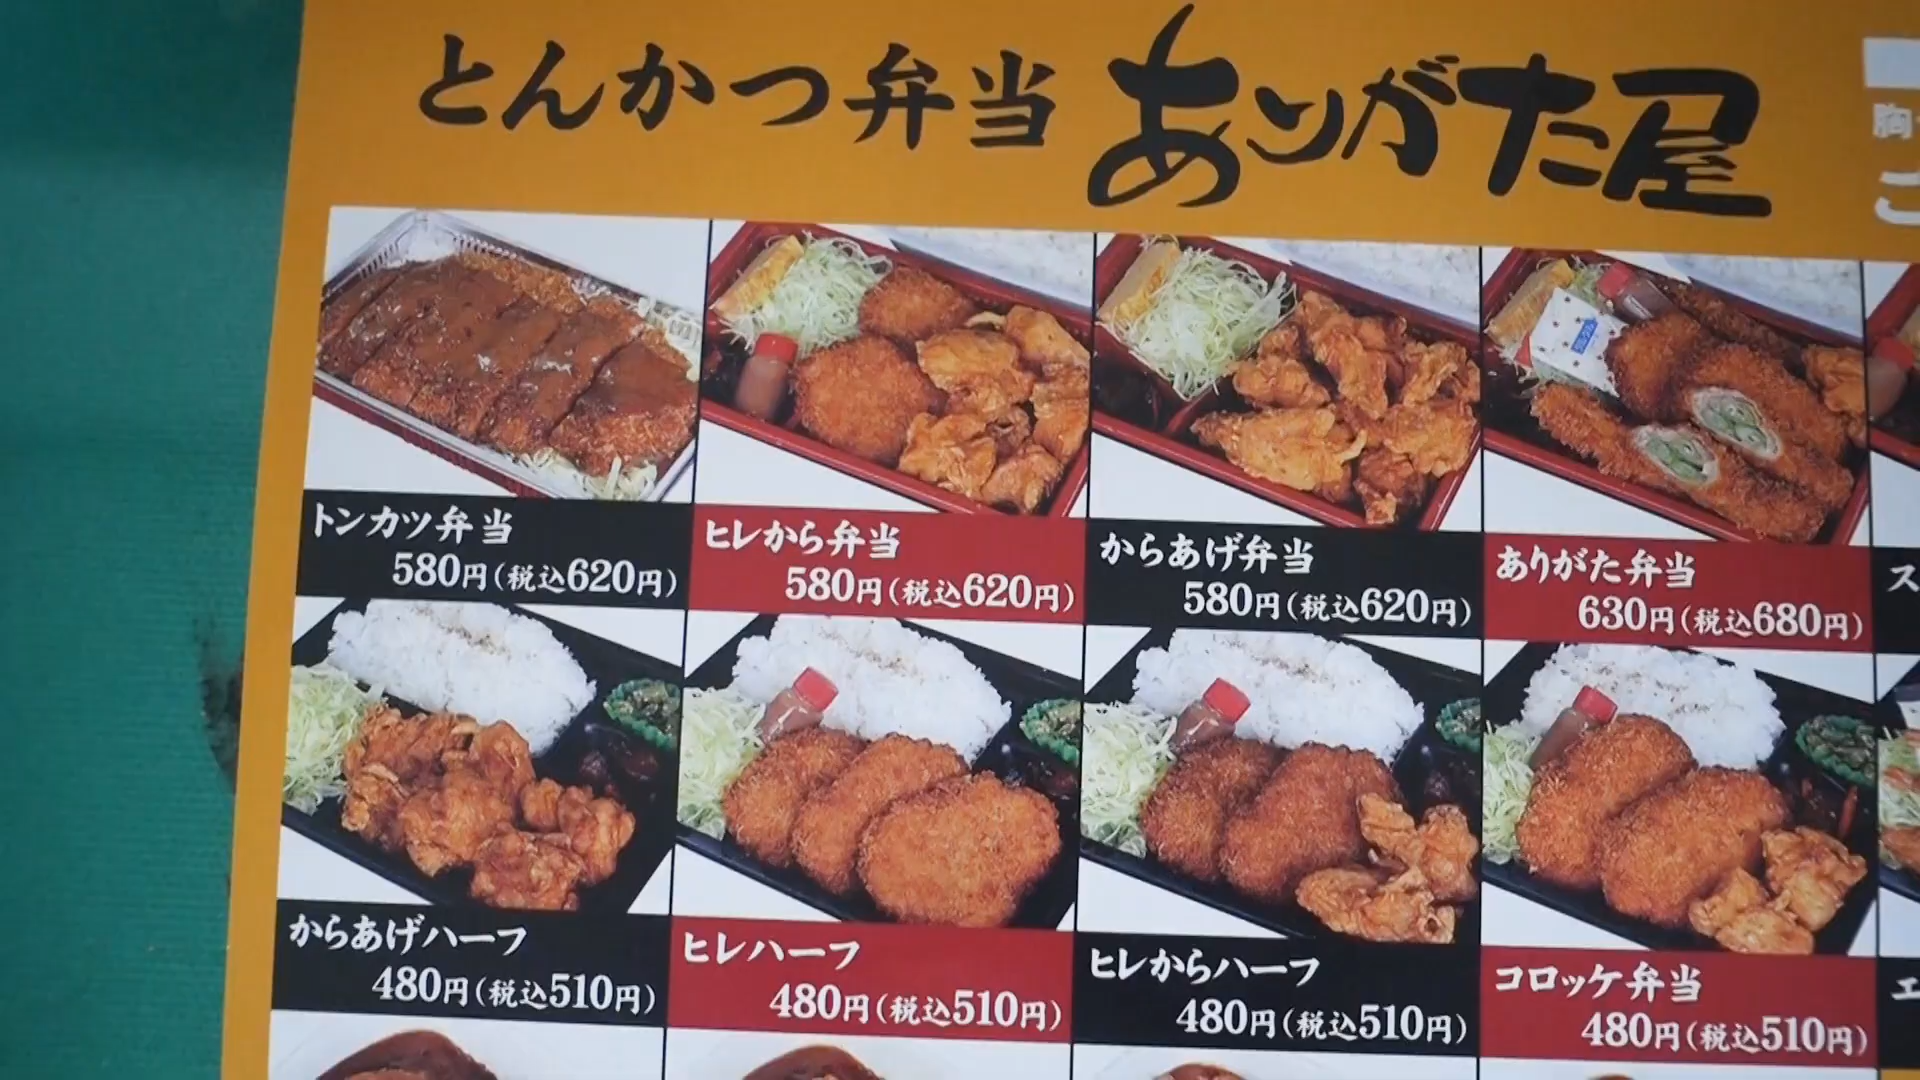 とんかつ弁当 ありがた屋
胸
トンカツ弁当
580円(税込620円)
ヒレから弁当
580円(税込620円)
からあげ弁当
580円(税込620円)
ありがた弁当
630円(税込680円)
ス
からあげハーフ
480円(税込510円)
ヒレハーフ
480円(税込510円)
ヒレからハーフ
480円(税込510円)
コロッケ弁当
480円(税込510円)
エ